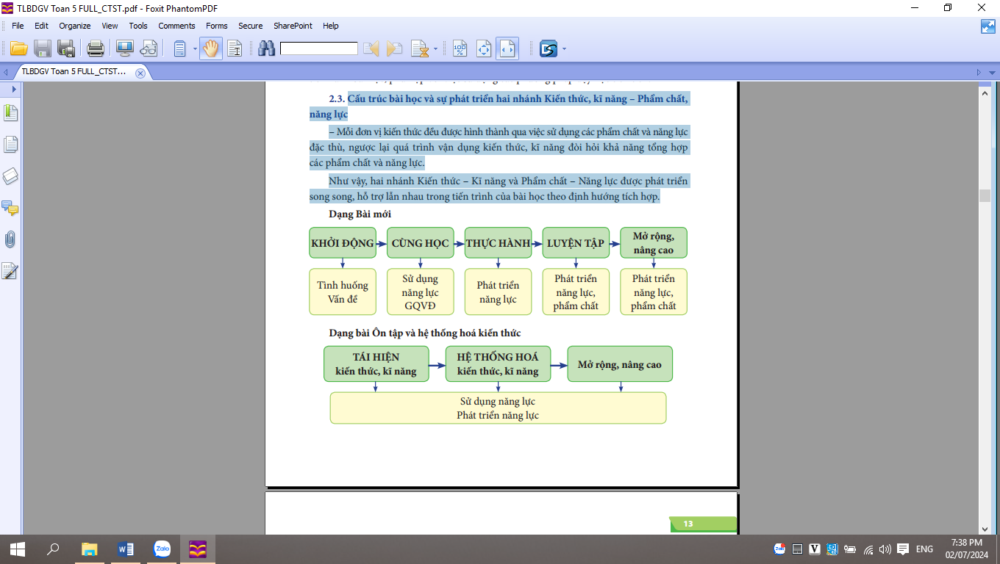 TLBDGV Toan 5 FULL_CTST.pdf - Foxit PhantomPDF
File Edit Organize View Tools Comments Forms Secure SharePoint Help
TLBDGV Toan 5 FULL_CTST...
2.3. Cấu trúc bài học và sự phát triển hai nhánh Kiến thức, kĩ năng – Phẩm chất,
năng lực
– Mỗi đơn vị kiến thức đều được hình thành qua việc sử dụng các phẩm chất và năng lực
đặc thù, ngược lại quá trình vận dụng kiến thức, kĩ năng đòi hỏi khả năng tổng hợp
các phẩm chất và năng lực.
Như vậy, hai nhánh Kiến thức – Kĩ năng và Phẩm chất – Năng lực được phát triển
song song, hỗ trợ lẫn nhau trong tiến trình của bài học theo định hướng tích hợp.
Dạng Bài mới
KHỞI ĐỘNG
CÙNG HỌC
THỰC HÀNH
LUYỆN TẬP
Mở rộng,
nâng cao
Tình huống
Vấn đề
Sử dụng
năng lực
GQVĐ
Phát triển
năng lực
Phát triển
năng lực,
phẩm chất
Phát triển
năng lực,
phẩm chất
Dạng bài Ôn tập và hệ thống hoá kiến thức
TÁI HIỆN
kiến thức, kĩ năng
HỆ THỐNG HOÁ
kiến thức, kĩ năng
Mở rộng, nâng cao
Sử dụng năng lực
Phát triển năng lực
13
Zalo
ENG
7:38 PM
02/07/2024